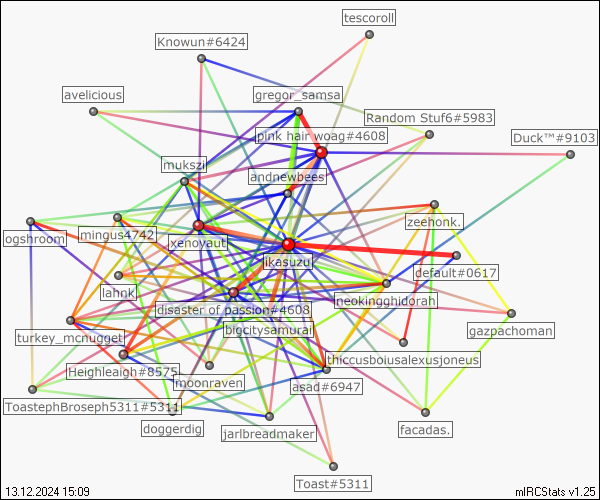 tescoroll
Knowun#6424
avelicious
gregor_samsa
Random Stuf6#5983
pink hair woag#4608
Duck™#9103
mukszi
andnewbees
ogshroom
mingus4742
xenoyaut
zeehonk.
jikasuzu
default#0617
lahnk
disaster of passion#4608
neokingghidorah
gazpachoman
turkey_mcnugget
bigcitysamurai
Heighleaigh#8575
thiccusboiusalexusjoneus
moonraven
asad#6947
ToastephBroseph5311#5311
doggerdig
jarlbreadmaker
facadas.
Toast#5311
13.12.2024 15:09
mIRCStats v1.25